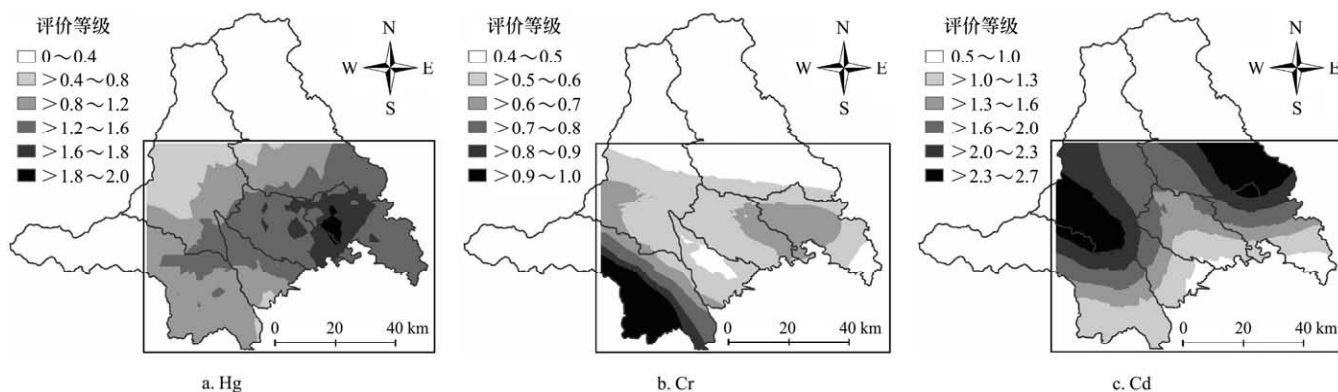 评价等级
0～0.4
>0.4～0.8
>0.8～1.2
>1.2～1.6
>1.6～1.8
>1.8～2.0
N
W E
S
0 20 40 km
a. Hg
评价等级
0.4～0.5
>0.5～0.6
>0.6～0.7
>0.7～0.8
>0.8～0.9
>0.9～1.0
N
W E
S
0 20 40 km
b. Cr
评价等级
0.5～1.0
>1.0～1.3
>1.3～1.6
>1.6～2.0
>2.0～2.3
>2.3～2.7
N
W E
S
0 20 40 km
c. Cd